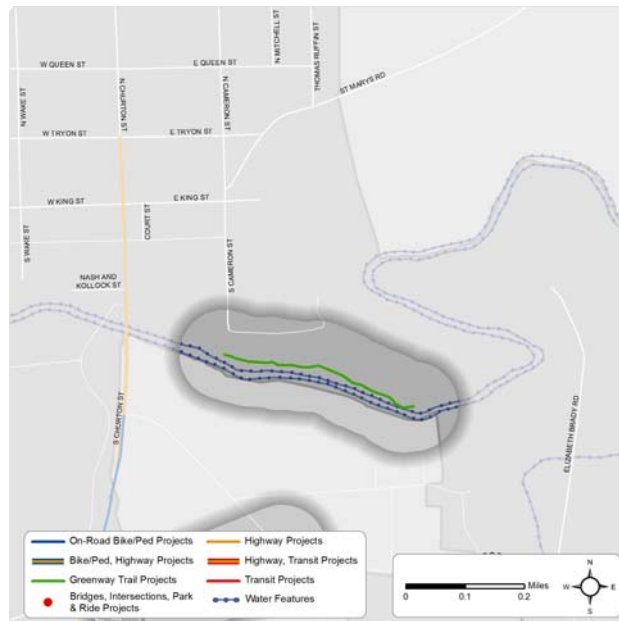 N MITCHELL ST
THOMAS RUFFIN ST
W QUEEN ST
E QUEEN ST
N WAKE ST
N CHURTON ST
N CAMERON ST
ST MARYS RD
W TRYON ST
E TRYON ST
W KING ST
E KING ST
COURT ST
S WAKE ST
S CAMERON ST
NASH AND
KOLLOCK ST
S CHURTON ST
ELIZABETH BRADY RD
On-Road Bike/Ped Projects
Bike/Ped, Highway Projects
Greenway Trail Projects
Bridges, Intersections, Park
& Ride Projects
Highway Projects
Highway, Transit Projects
Transit Projects
Water Features
Miles
0 0.1 0.2
N
W E
S